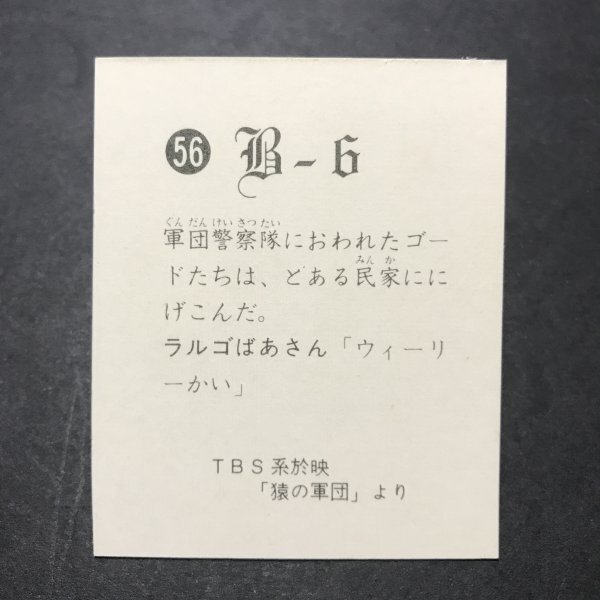 56 B-6
ぐんだんけいさつたい
軍団警察隊におわれたゴー
みんか
ドたちは、とある民家ににに
げこんだ。
ラルゴばあさん「ウィーリ
ーかい」
TBS系於映
「猿の軍団」より